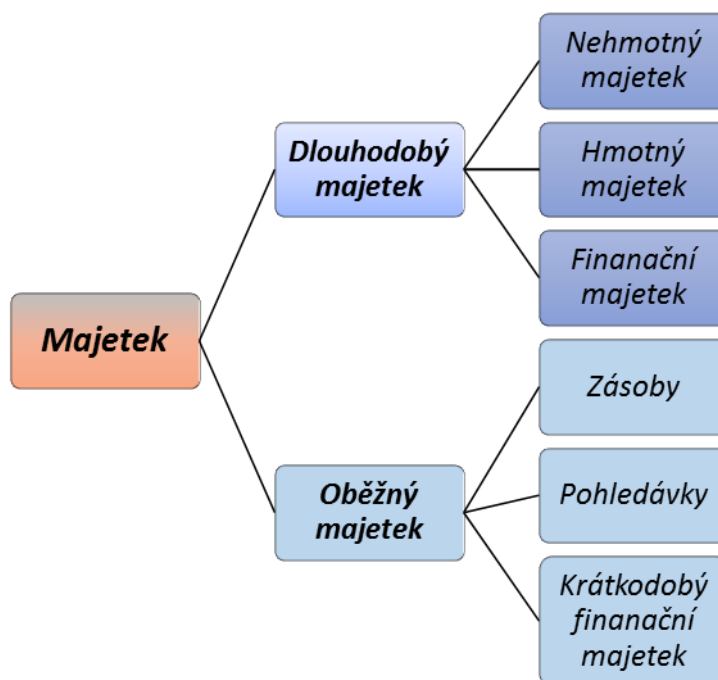 Nehmotný
majetek
Dlouhodobý
majetek
Hmotný
majetek
Finanační
majetek
Majetek
Zásoby
Oběžný
majetek
Pohledávky
Krátkodobý
finanační
majetek